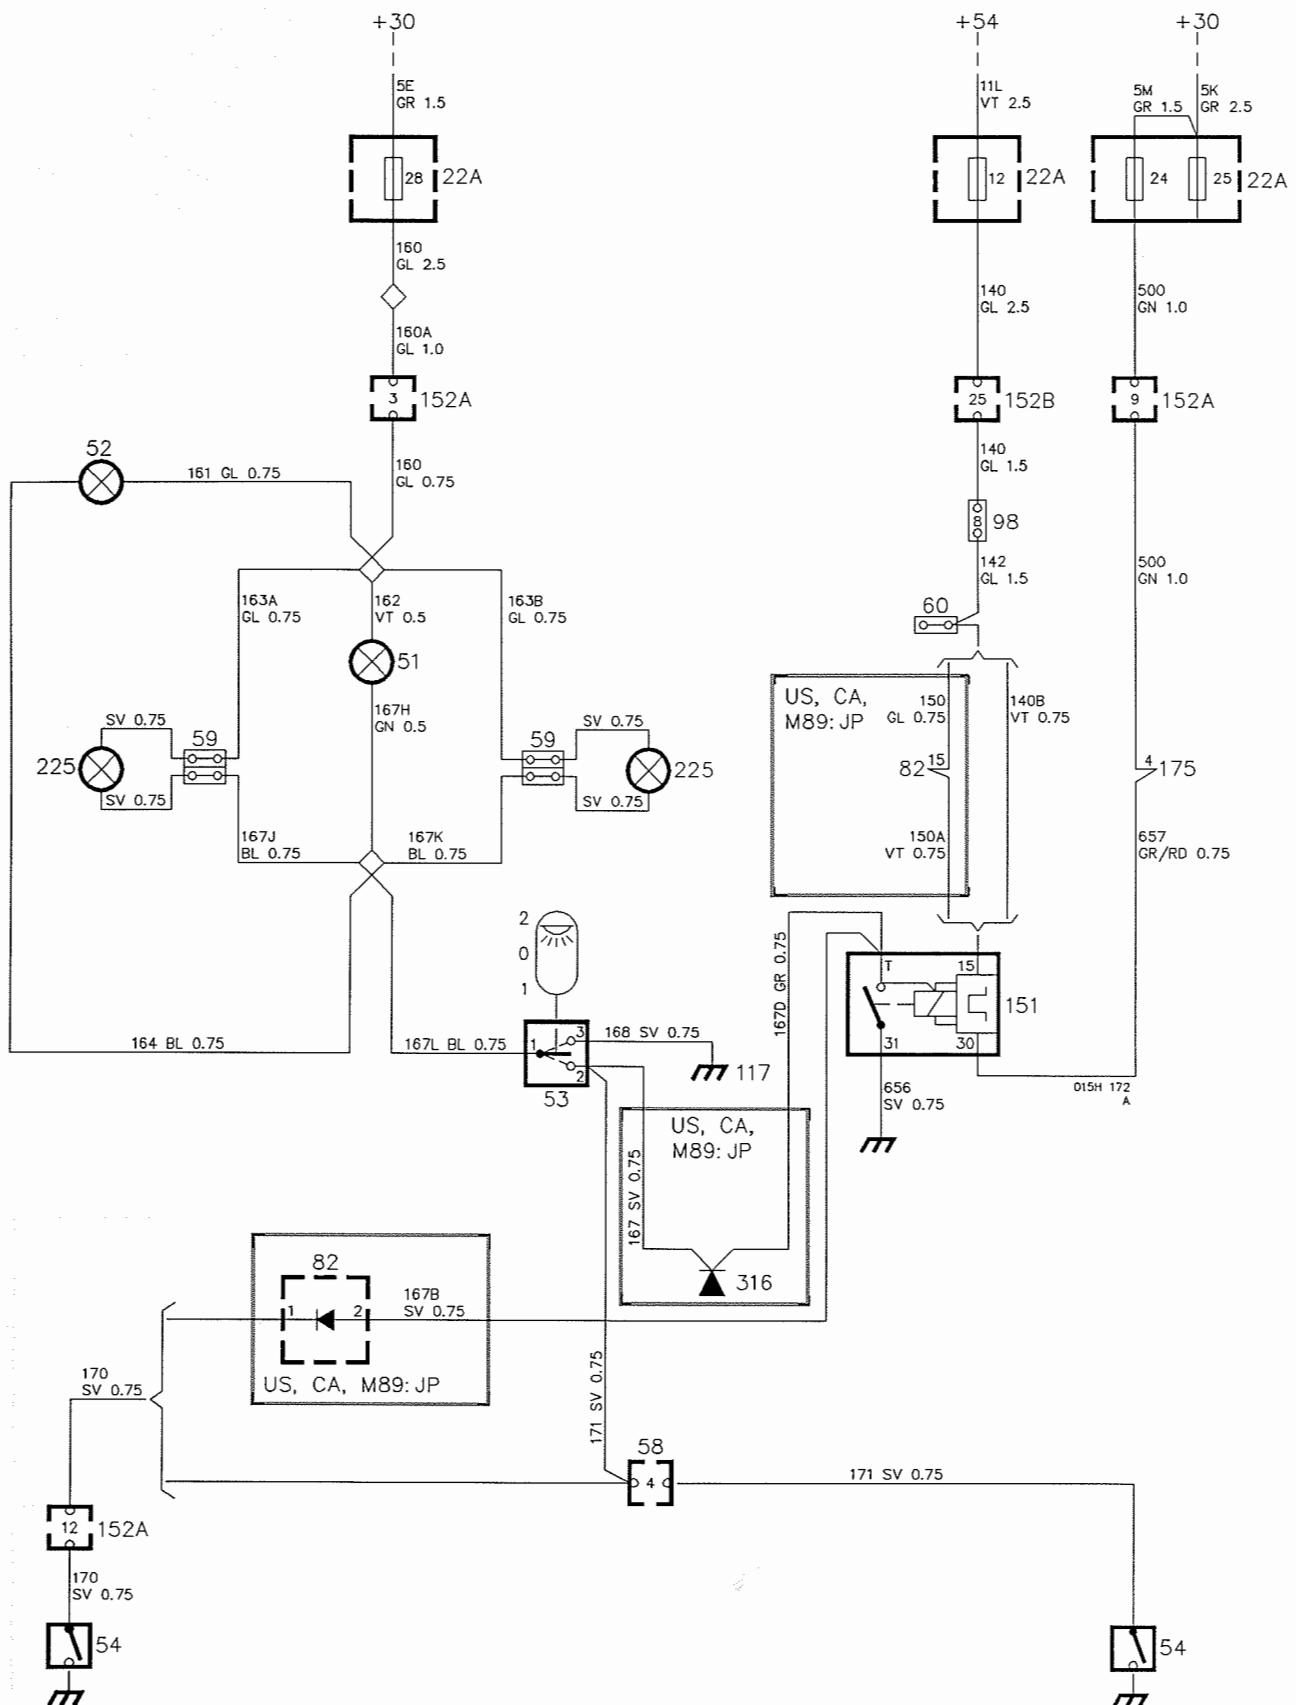 +30
+54
+30
5E
GR 1.5
11L
VT 2.5
5M
GR 1.5
5K
GR 2.5
28
22A
12
22A
24
25
22A
160
GL 2.5
140
GL 2.5
500
GN 1.0
160A
GL 1.0
3
152A
25
152B
9
152A
52
161 GL 0.75
160
GL 0.75
140
GL 1.5
8
98
142
GL 1.5
500
GN 1.0
163A
GL 0.75
162
VT 0.5
163B
GL 0.75
60
51
US, CA,
M89: JP
150
GL 0.75
140B
VT 0.75
167H
GN 0.5
SV 0.75
59
59
SV 0.75
225
225
82
15
4
175
SV 0.75
SV 0.75
167J
BL 0.75
167K
BL 0.75
150A
VT 0.75
657
GR/RD 0.75
2
0
1
167D GR 0.75
T
15
151
31
30
164 BL 0.75
167L BL 0.75
1
3
2
168 SV 0.75
117
53
656
SV 0.75
015H 172
A
US, CA,
M89: JP
167 SV 0.75
316
82
1
2
167B
SV 0.75
US, CA, M89: JP
170
SV 0.75
171 SV 0.75
58
4
171 SV 0.75
12
152A
170
SV 0.75
54
54